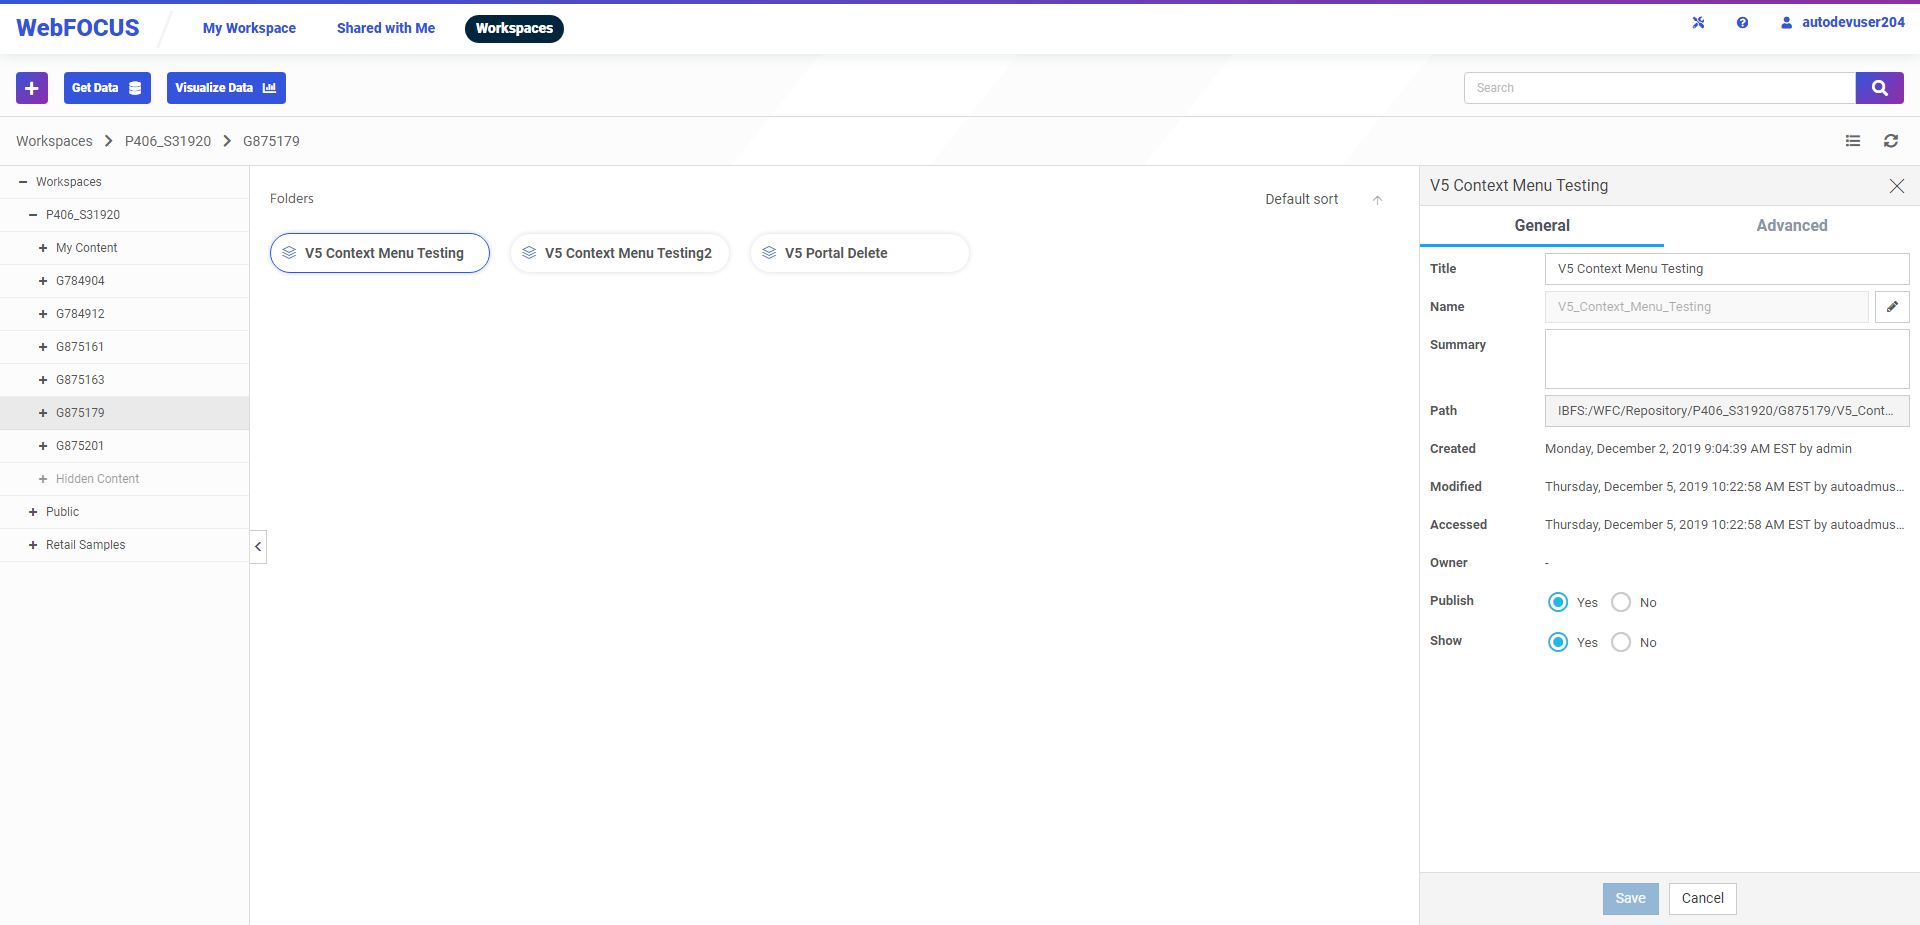 WebFOCUS
My Workspace
Shared with Me
Workspaces
autodevuser204
Get Data
Visualize Data
Search
Workspaces > P406_S31920 > G875179
Workspaces
P406_S31920
My Content
G784904
G784912
G875161
G875163
G875179
G875201
Hidden Content
Public
Retail Samples
Folders
Default sort
V5 Context Menu Testing
V5 Context Menu Testing2
V5 Portal Delete
V5 Context Menu Testing
General
Advanced
Title
V5 Context Menu Testing
Name
V5_Context_Menu_Testing
Summary
Path
IBFS:/WFC/Repository/P406_S31920/G875179/V5_Cont...
Created
Monday, December 2, 2019 9:04:39 AM EST by admin
Modified
Thursday, December 5, 2019 10:22:58 AM EST by autoadmus...
Accessed
Thursday, December 5, 2019 10:22:58 AM EST by autoadmus...
Owner
-
Publish
Yes
No
Show
Yes
No
Save
Cancel